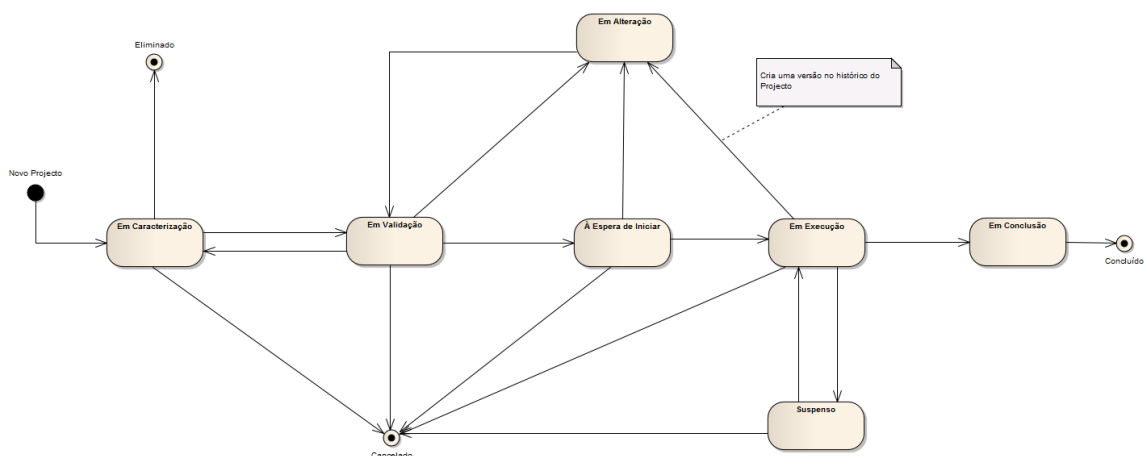 Em Alteração
Eliminado
Cria uma versão no histórico do
Projecto
Novo Projecto
Em Caracterização
Em Validação
À Espera de Iniciar
Em Execução
Em Conclusão
Concluído
Suspenso
Cancelado